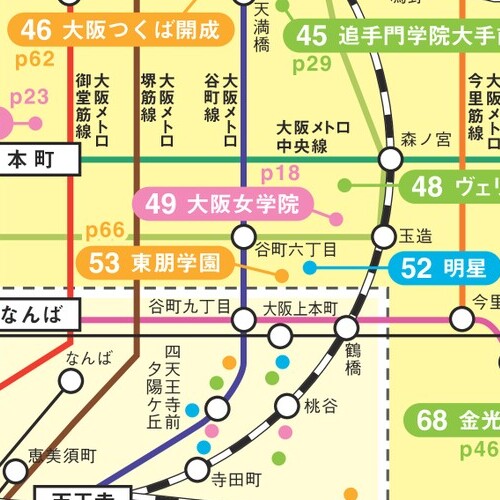 天満橋
46 大阪つくば開成
p62
45 追手門学院大手前
p29
p23
大阪メトロ
御堂筋線
大阪メトロ
堺筋線
大阪メトロ
谷町線
大阪メトロ
中央線
大阪メトロ
今里筋線
森ノ宮
本町
p18
48 ヴェリ
49 大阪女学院
p66
谷町六丁目
玉造
53 東朋学園
52 明星
なんば
谷町九丁目
大阪上本町
今里
鶴橋
なんば
四天王寺前
夕陽ケ丘
桃谷
68 金光
p46
恵美須町
寺田町
天王寺